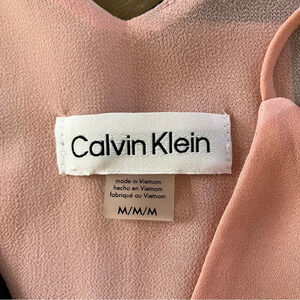 Calvin Klein
made in Vietnam
hecho en Vietnam
fabriqué au Vietnam
M/M/M